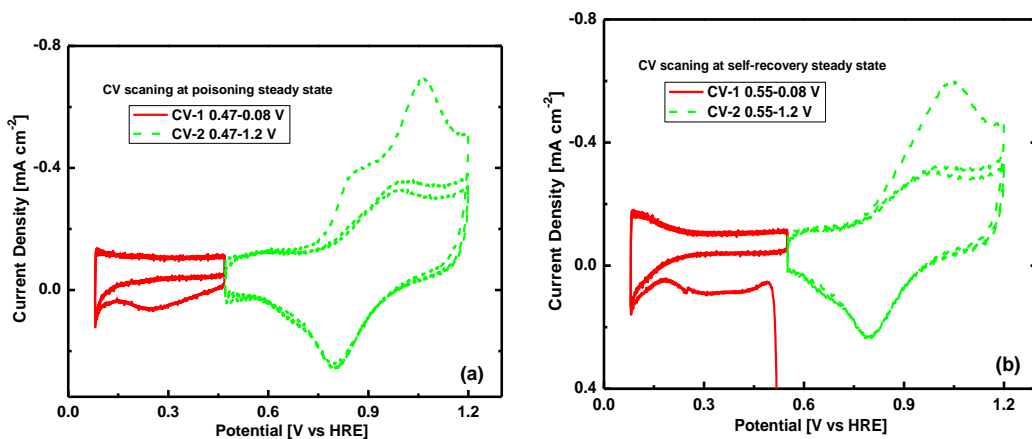 -0.8
-0.4
0.0
0.0
0.3
0.6
0.9
1.2
Current Density [mA cm-2]
Potential [V vs HRE]
CV scaning at poisoning steady state
CV-1 0.47-0.08 V
CV-2 0.47-1.2 V
(a)
-0.8
-0.4
0.0
0.4
0.0
0.3
0.6
0.9
1.2
Current Density [mA cm-2]
Potential [V vs HRE]
CV scaning at self-recovery steady state
CV-1 0.55-0.08 V
CV-2 0.55-1.2 V
(b)